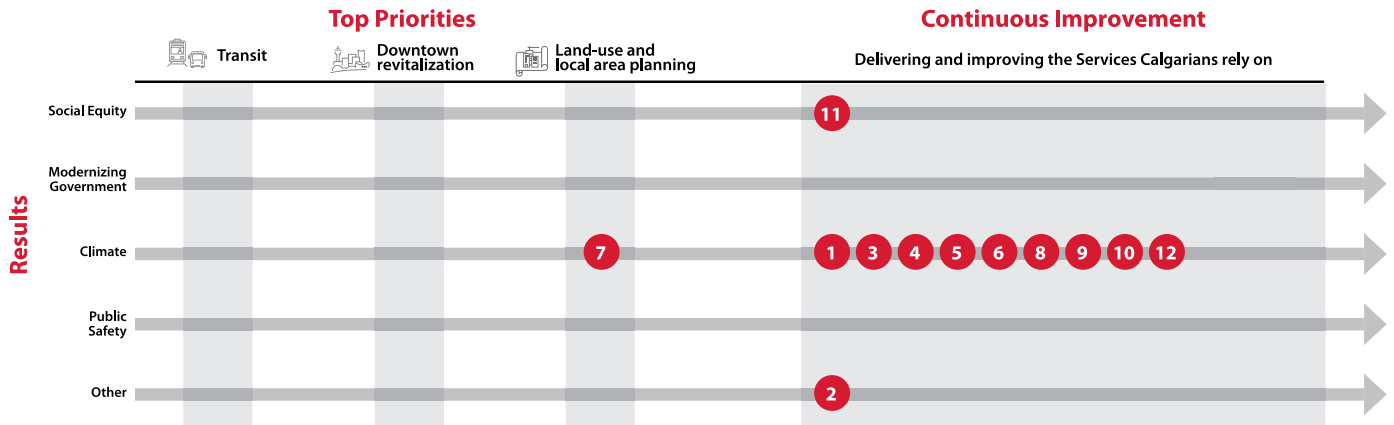 Top Priorities
Continuous Improvement
Transit
Downtown
revitalization
Land-use and
local area planning
Delivering and improving the Services Calgarians rely on
Results
Social Equity
11
Modernizing
Government
Climate
7
1 3 4 5 6 8 9 10 12
Public
Safety
Other
2